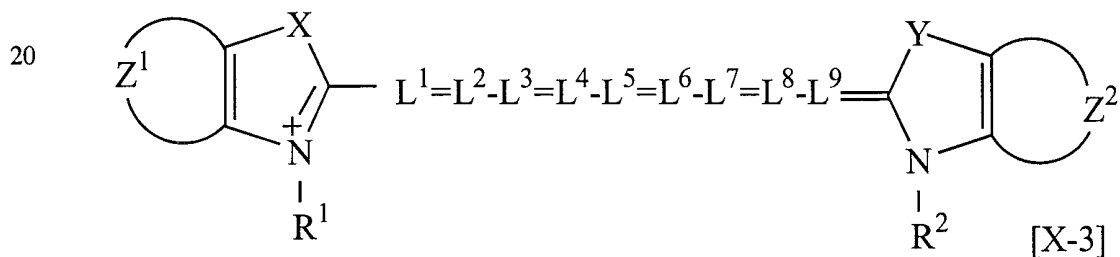 20
X Y
Z¹ L¹=L²-L³=L⁴-L⁵=L⁶-L⁷=L⁸-L⁹ Z²
+
N N
R¹ R²
[X-3]